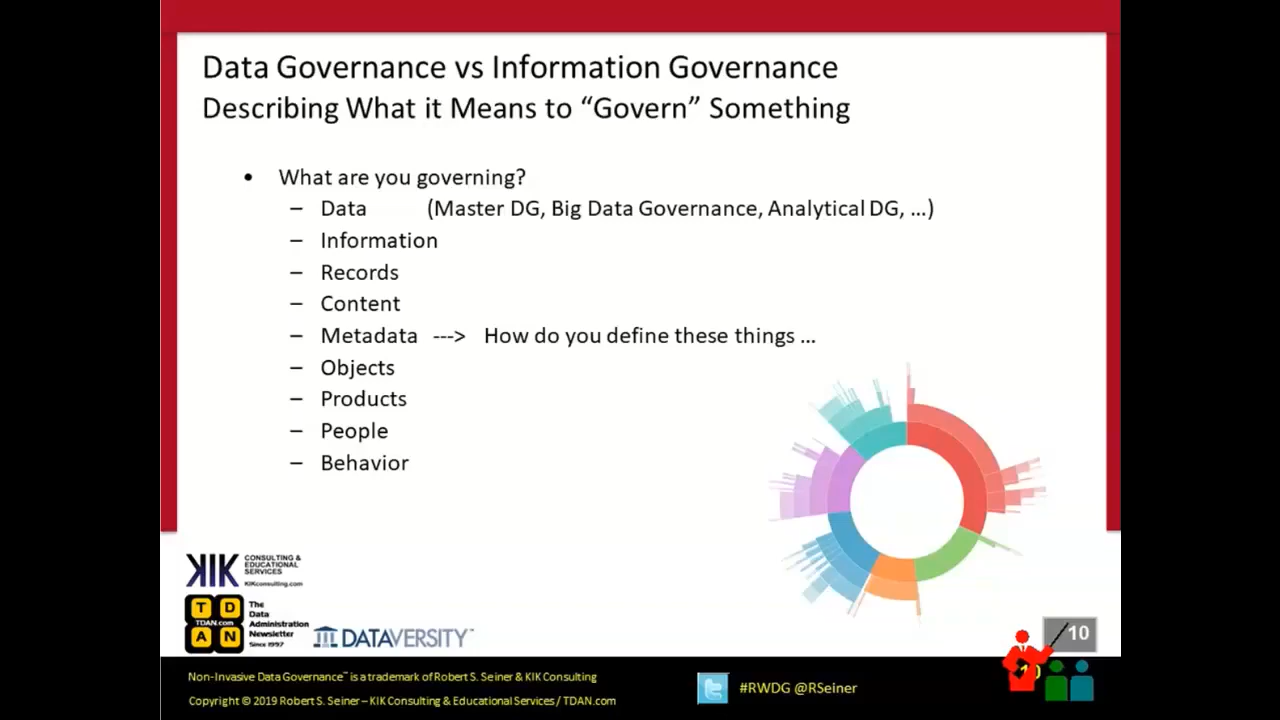 Data Governance vs Information Governance
Describing What it Means to “Govern” Something
• What are you governing?
– Data (Master DG, Big Data Governance, Analytical DG, …)
– Information
– Records
– Content
– Metadata ---> How do you define these things …
– Objects
– Products
– People
– Behavior
KIK CONSULTING & EDUCATIONAL SERVICES
KIKconsulting.com
T D
TDAN.com
A N
The
Data
Administration
Newsletter
Since 1997
DATAVERSITY™
10
Non-Invasive Data Governance™ is a trademark of Robert S. Seiner & KIK Consulting
#RWDG @RSeiner
Copyright © 2019 Robert S. Seiner – KIK Consulting & Educational Services / TDAN.com